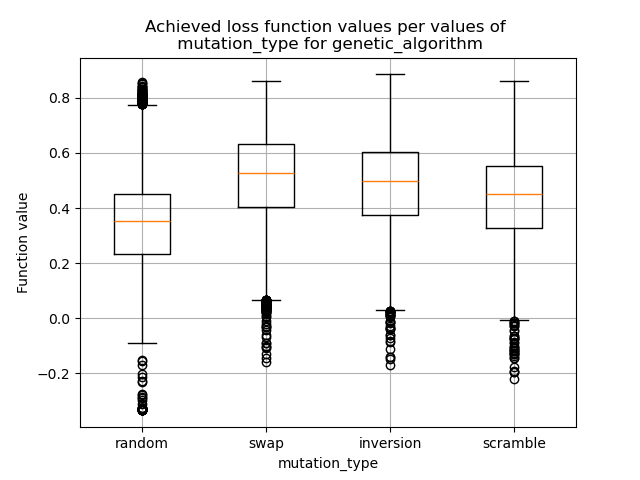 Achieved loss function values per values of
mutation_type for genetic_algorithm
Function value
0.8
0.6
0.4
0.2
0.0
−0.2
random swap inversion scramble
mutation_type